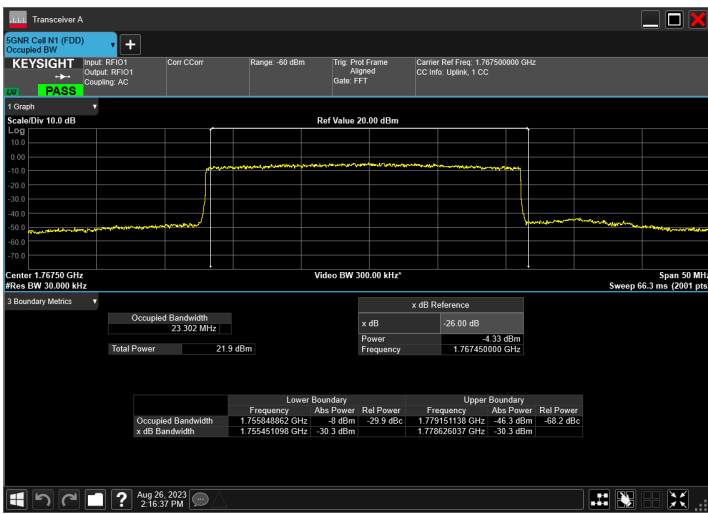 Transceiver A
5GNR Cell N1 (FDD)
Occupied BW
+
KEYSIGHT
Input: RFIO1
Output: RFIO1
Coupling: AC
Corr CCorr
Range: -60 dBm
Trig: Prot Frame
Aligned
Gate: FFT
Carrier Ref Freq: 1.767500000 GHz
CC Info: Uplink, 1 CC
PASS
1 Graph
Scale/Div 10.0 dB
Ref Value 20.00 dBm
Log
10.0
0.00
-10.0
-20.0
-30.0
-40.0
-50.0
-60.0
-70.0
Center 1.76750 GHz
Video BW 300.00 kHz*
Span 50 MHz
#Res BW 30.000 kHz
Sweep 66.3 ms (2001 pts
3 Boundary Metrics
Occupied Bandwidth
23.302 MHz
Total Power 21.9 dBm
x dB Reference
x dB -26.00 dB
Power -4.33 dBm
Frequency 1.767450000 GHz
Lower Boundary Upper Boundary
Frequency Abs Power Rel Power Frequency Abs Power Rel Power
Occupied Bandwidth 1.755848862 GHz -8 dBm -29.9 dBc 1.779151138 GHz -46.3 dBm -68.2 dBc
x dB Bandwidth 1.755451098 GHz -30.3 dBm 1.778626037 GHz -30.3 dBm
?
Aug 26, 2023
2:16:37 PM